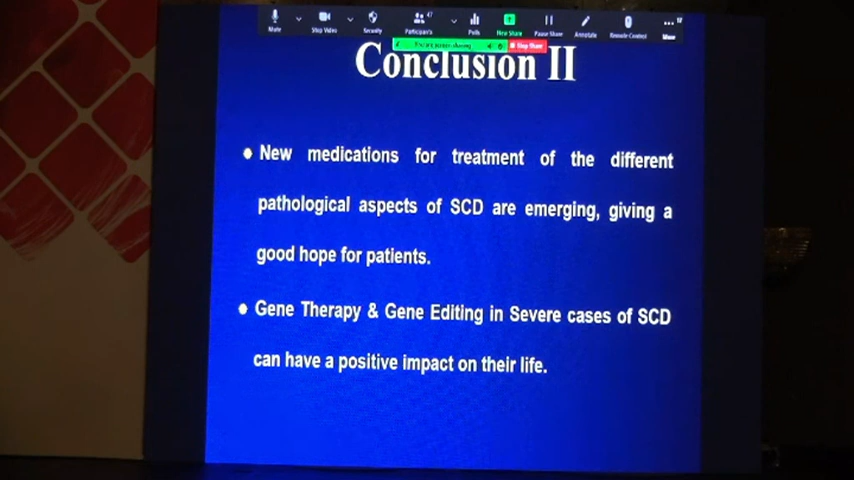 Mute
Stop Video
Security
Participants
47
Polls
New Share
Pause Share
Annotate
Remote Control
More
Stop Share
Conclusion II
• New medications for treatment of the different
pathological aspects of SCD are emerging, giving a
good hope for patients.
• Gene Therapy & Gene Editing in Severe cases of SCD
can have a positive impact on their life.